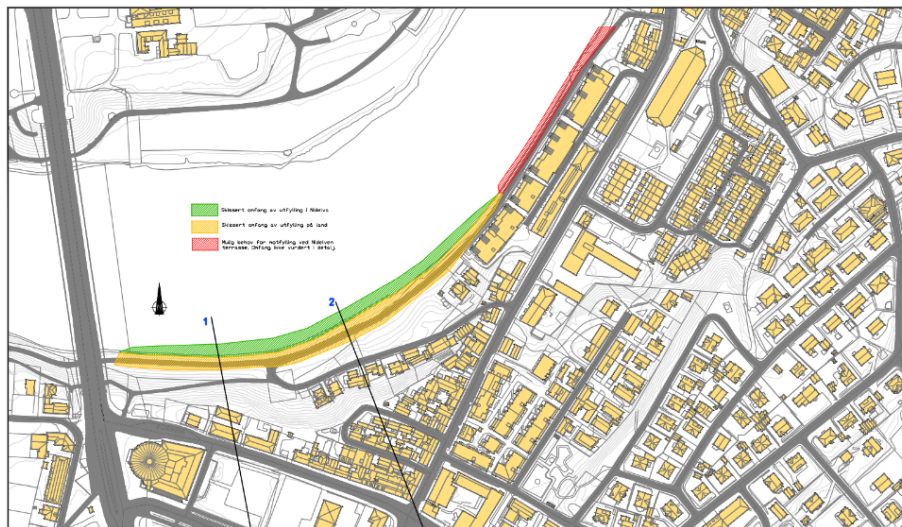 Skissert omfang av utfylling i Nidelva
Skissert omfang av utfylling på land
Mulig behov for motfylling ved Nidelven
terrasse. Omfang ikke vurdert i detalj.
2
1